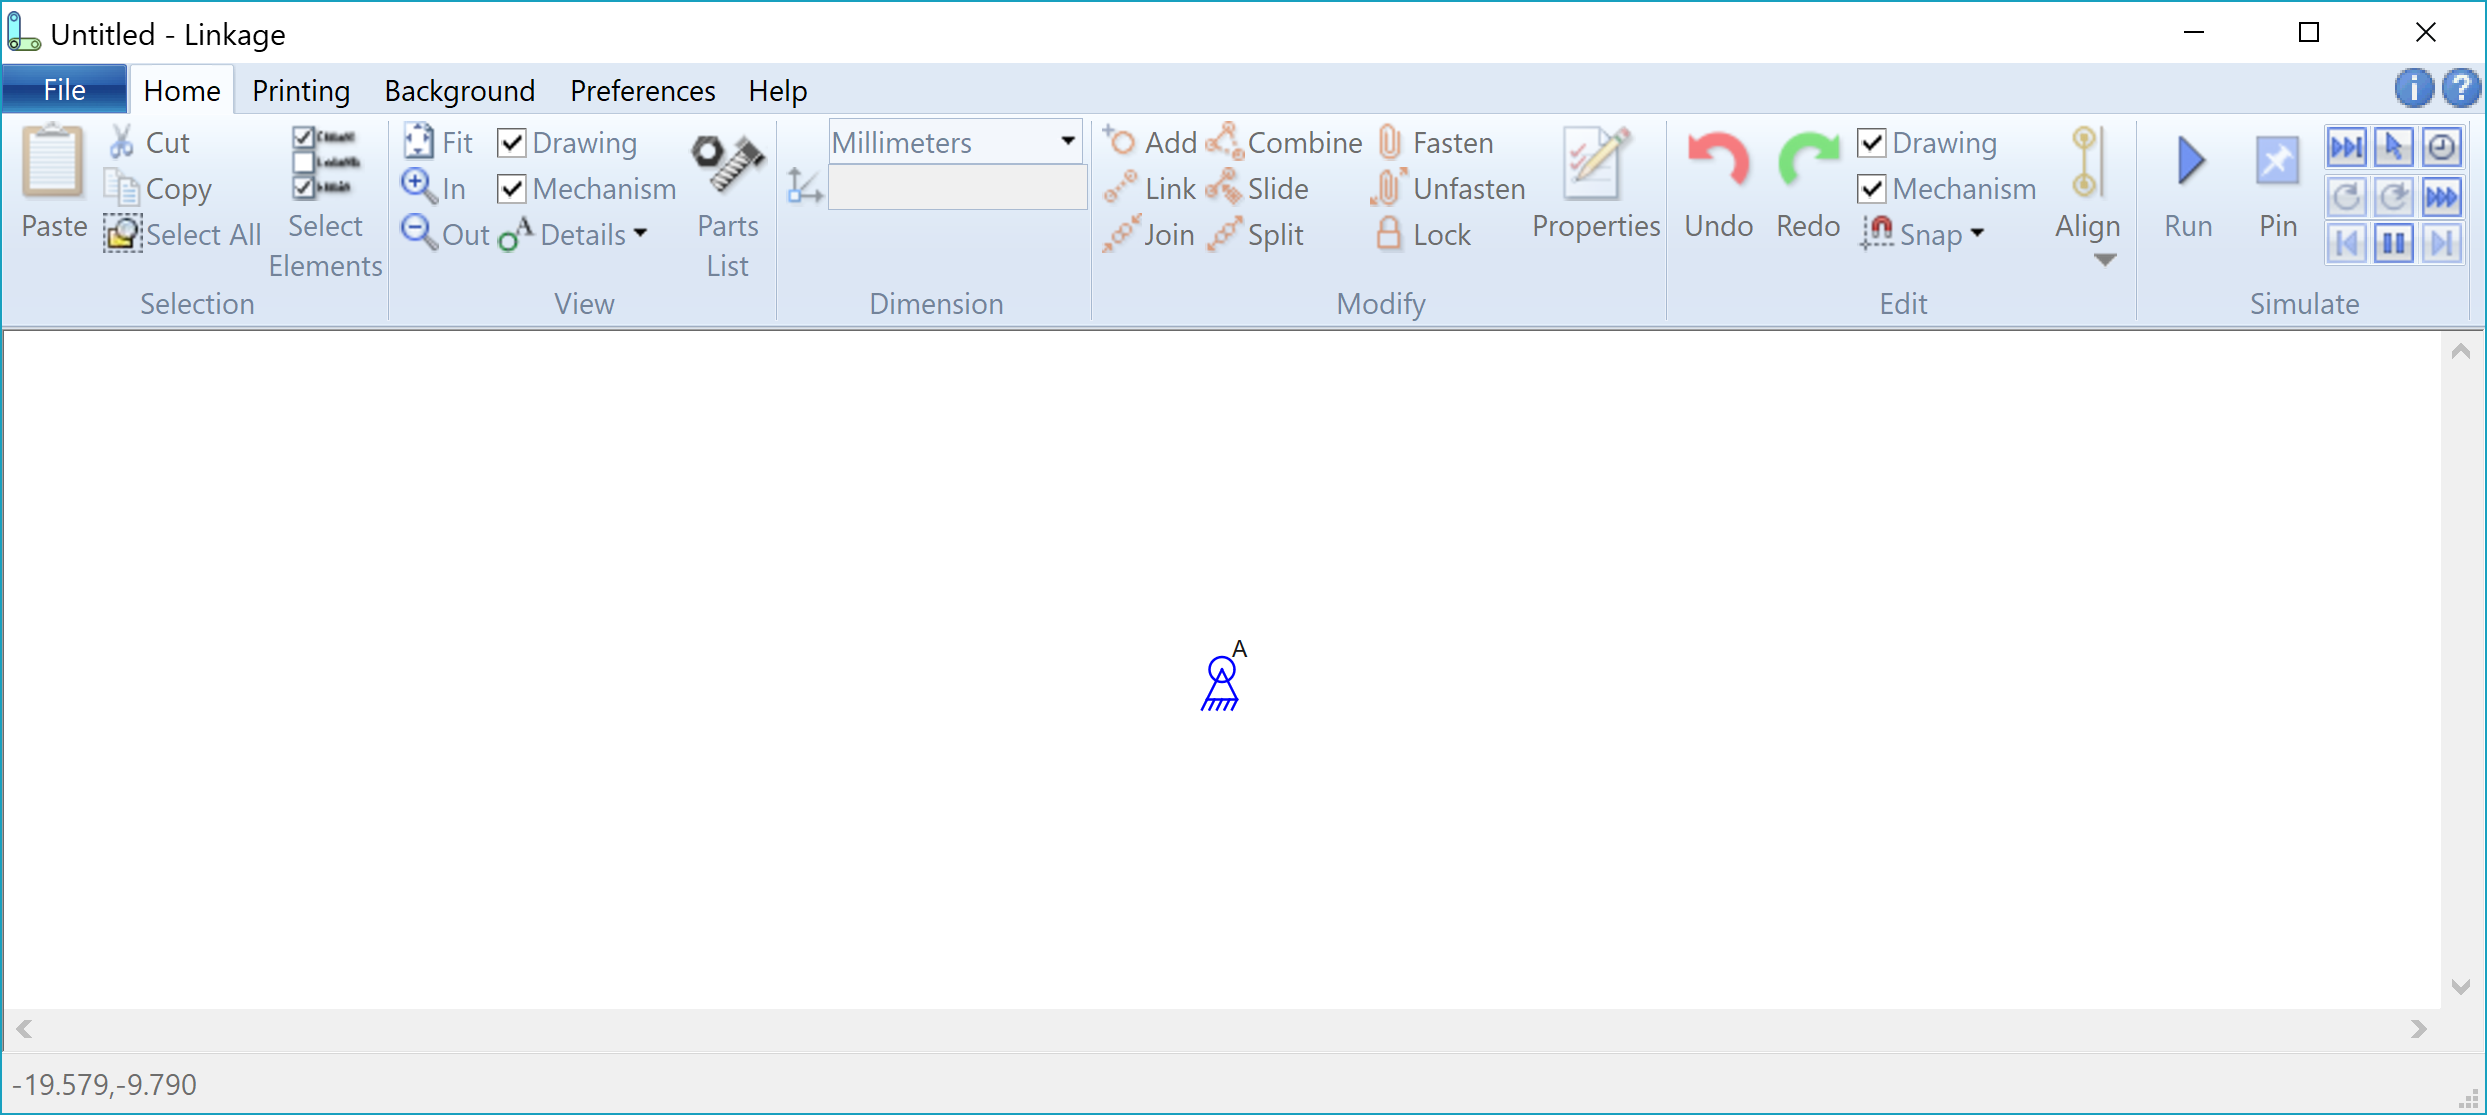 Untitled - Linkage
File Home Printing Background Preferences Help
Cut Fit Drawing Millimeters Add Combine Fasten Drawing
Copy In Mechanism Link Slide Unfasten Mechanism
Paste Select All Select Out Details Parts Join Split Lock Properties Undo Redo Snap Align Run Pin
Elements List
Selection View Dimension Modify Edit Simulate
A
-19.579,-9.790